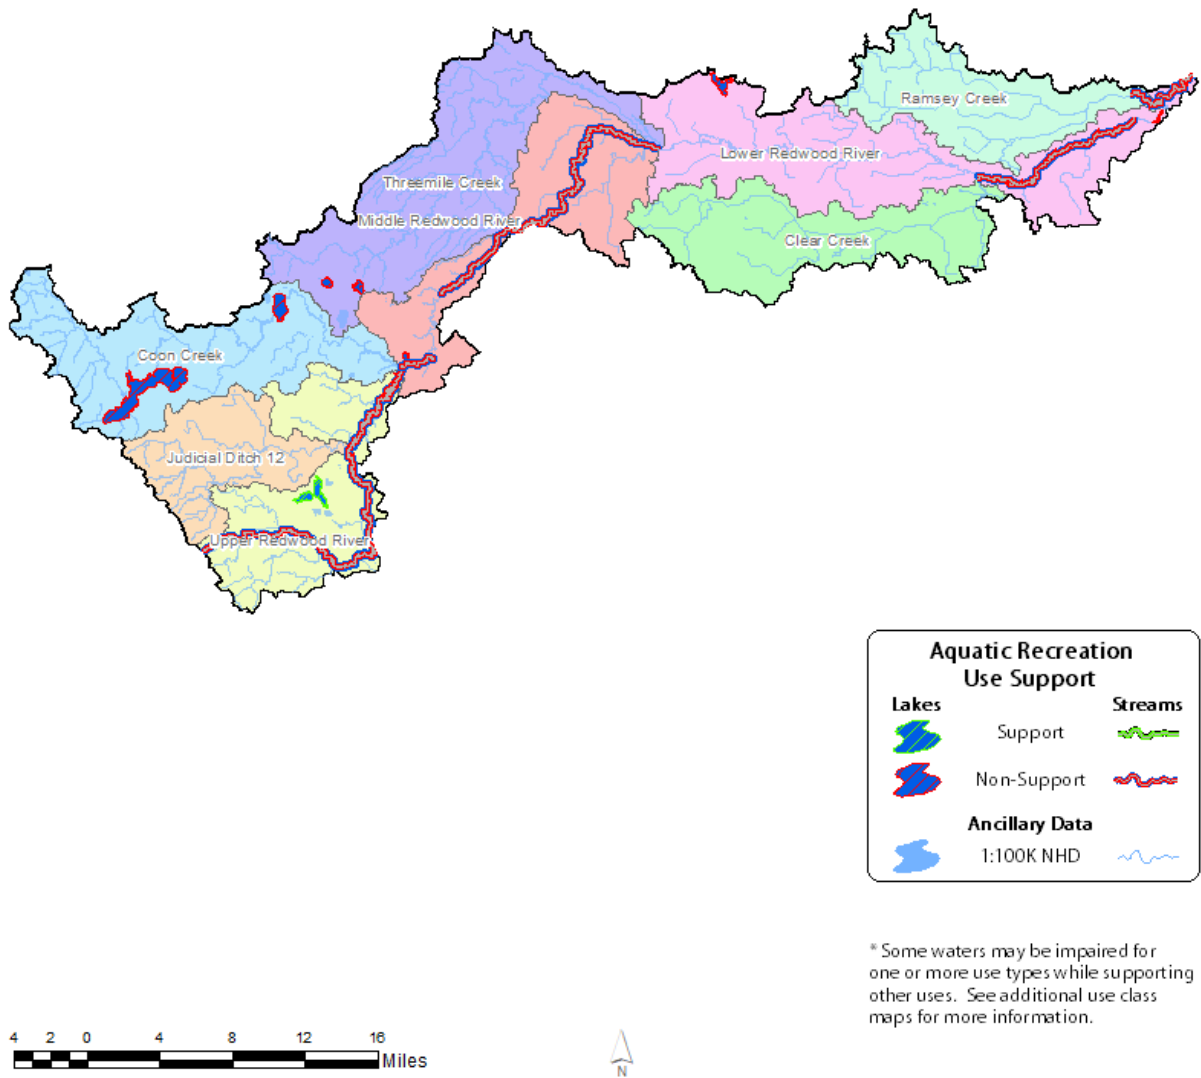 Ramsey Creek
Lower Redwood River
Threemile Creek
Middle Redwood River
Clear Creek
Coon Creek
Judicial Ditch 12
Upper Redwood River
Aquatic Recreation
Use Support
Lakes Streams
Support
Non-Support
Ancillary Data
1:100K NHD
* Some waters may be impaired for
one or more use types while supporting
other uses. See additional use class
maps for more information.
4 2 0 4 8 12 16
Miles
N